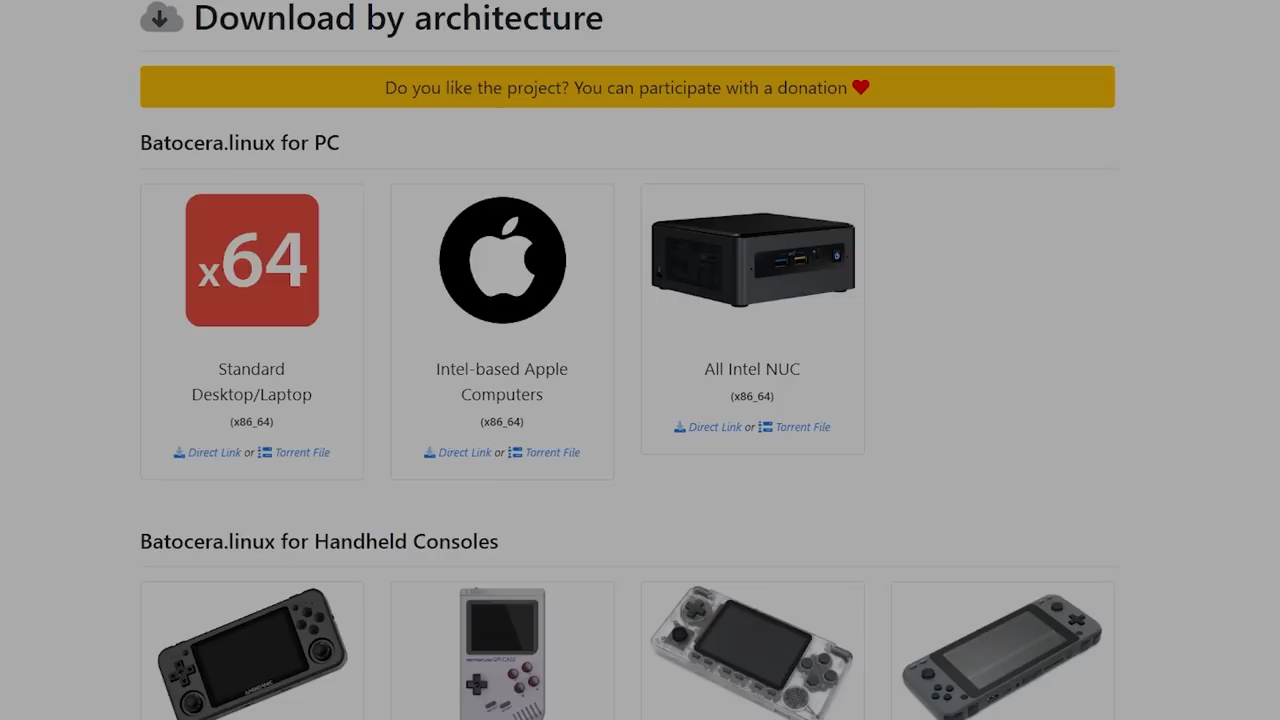 Download by architecture
Do you like the project? You can participate with a donation
Batocera.linux for PC
x64
Standard
Desktop/Laptop
(x86_64)
Direct Link or Torrent File
Intel-based Apple
Computers
(x86_64)
Direct Link or Torrent File
All Intel NUC
(x86_64)
Direct Link or Torrent File
Batocera.linux for Handheld Consoles